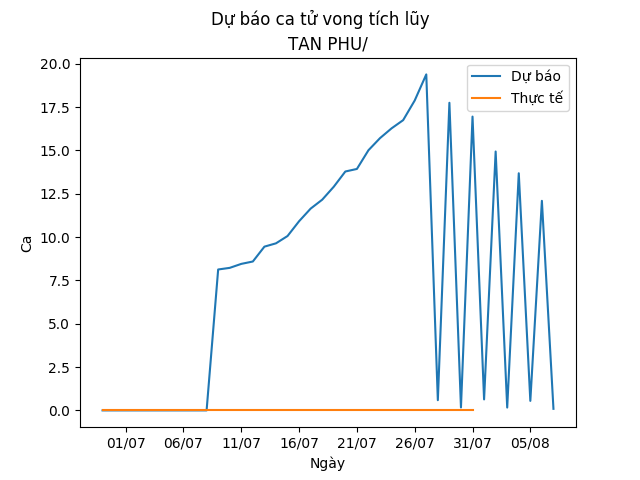 Dự báo ca tử vong tích lũy
TAN PHU/
20.0
17.5
15.0
12.5
10.0
7.5
5.0
2.5
0.0
Ca
Dự báo
Thực tế
01/07 06/07 11/07 16/07 21/07 26/07 31/07 05/08
Ngày